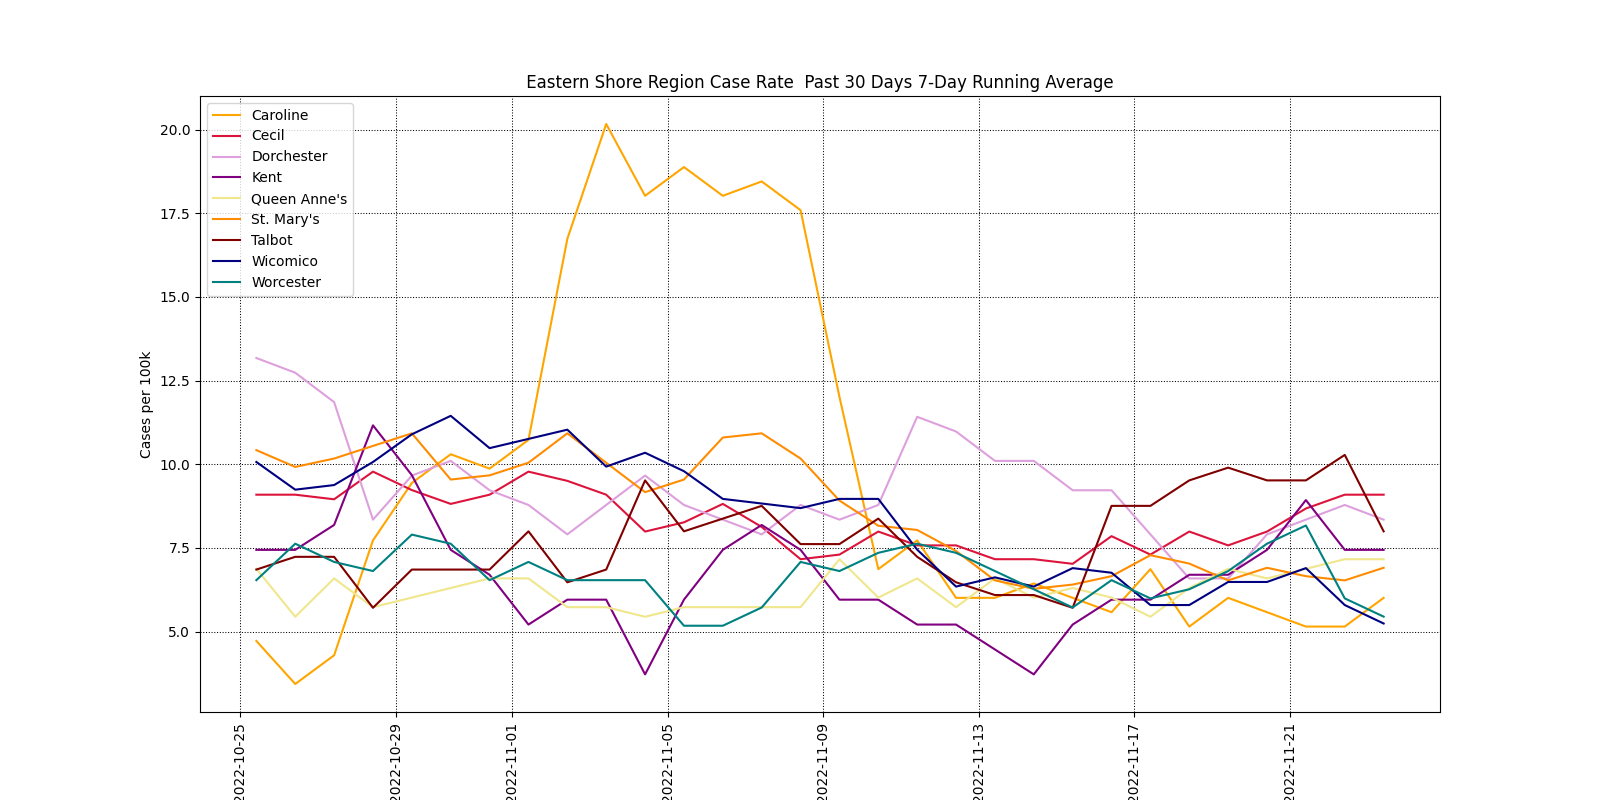 Eastern Shore Region Case Rate  Past 30 Days 7-Day Running Average
Caroline
Cecil
Dorchester
Kent
Queen Anne's
St. Mary's
Talbot
Wicomico
Worcester
Cases per 100k
20.0
17.5
15.0
12.5
10.0
7.5
5.0
2022-10-25
2022-10-29
2022-11-01
2022-11-05
2022-11-09
2022-11-13
2022-11-17
2022-11-21